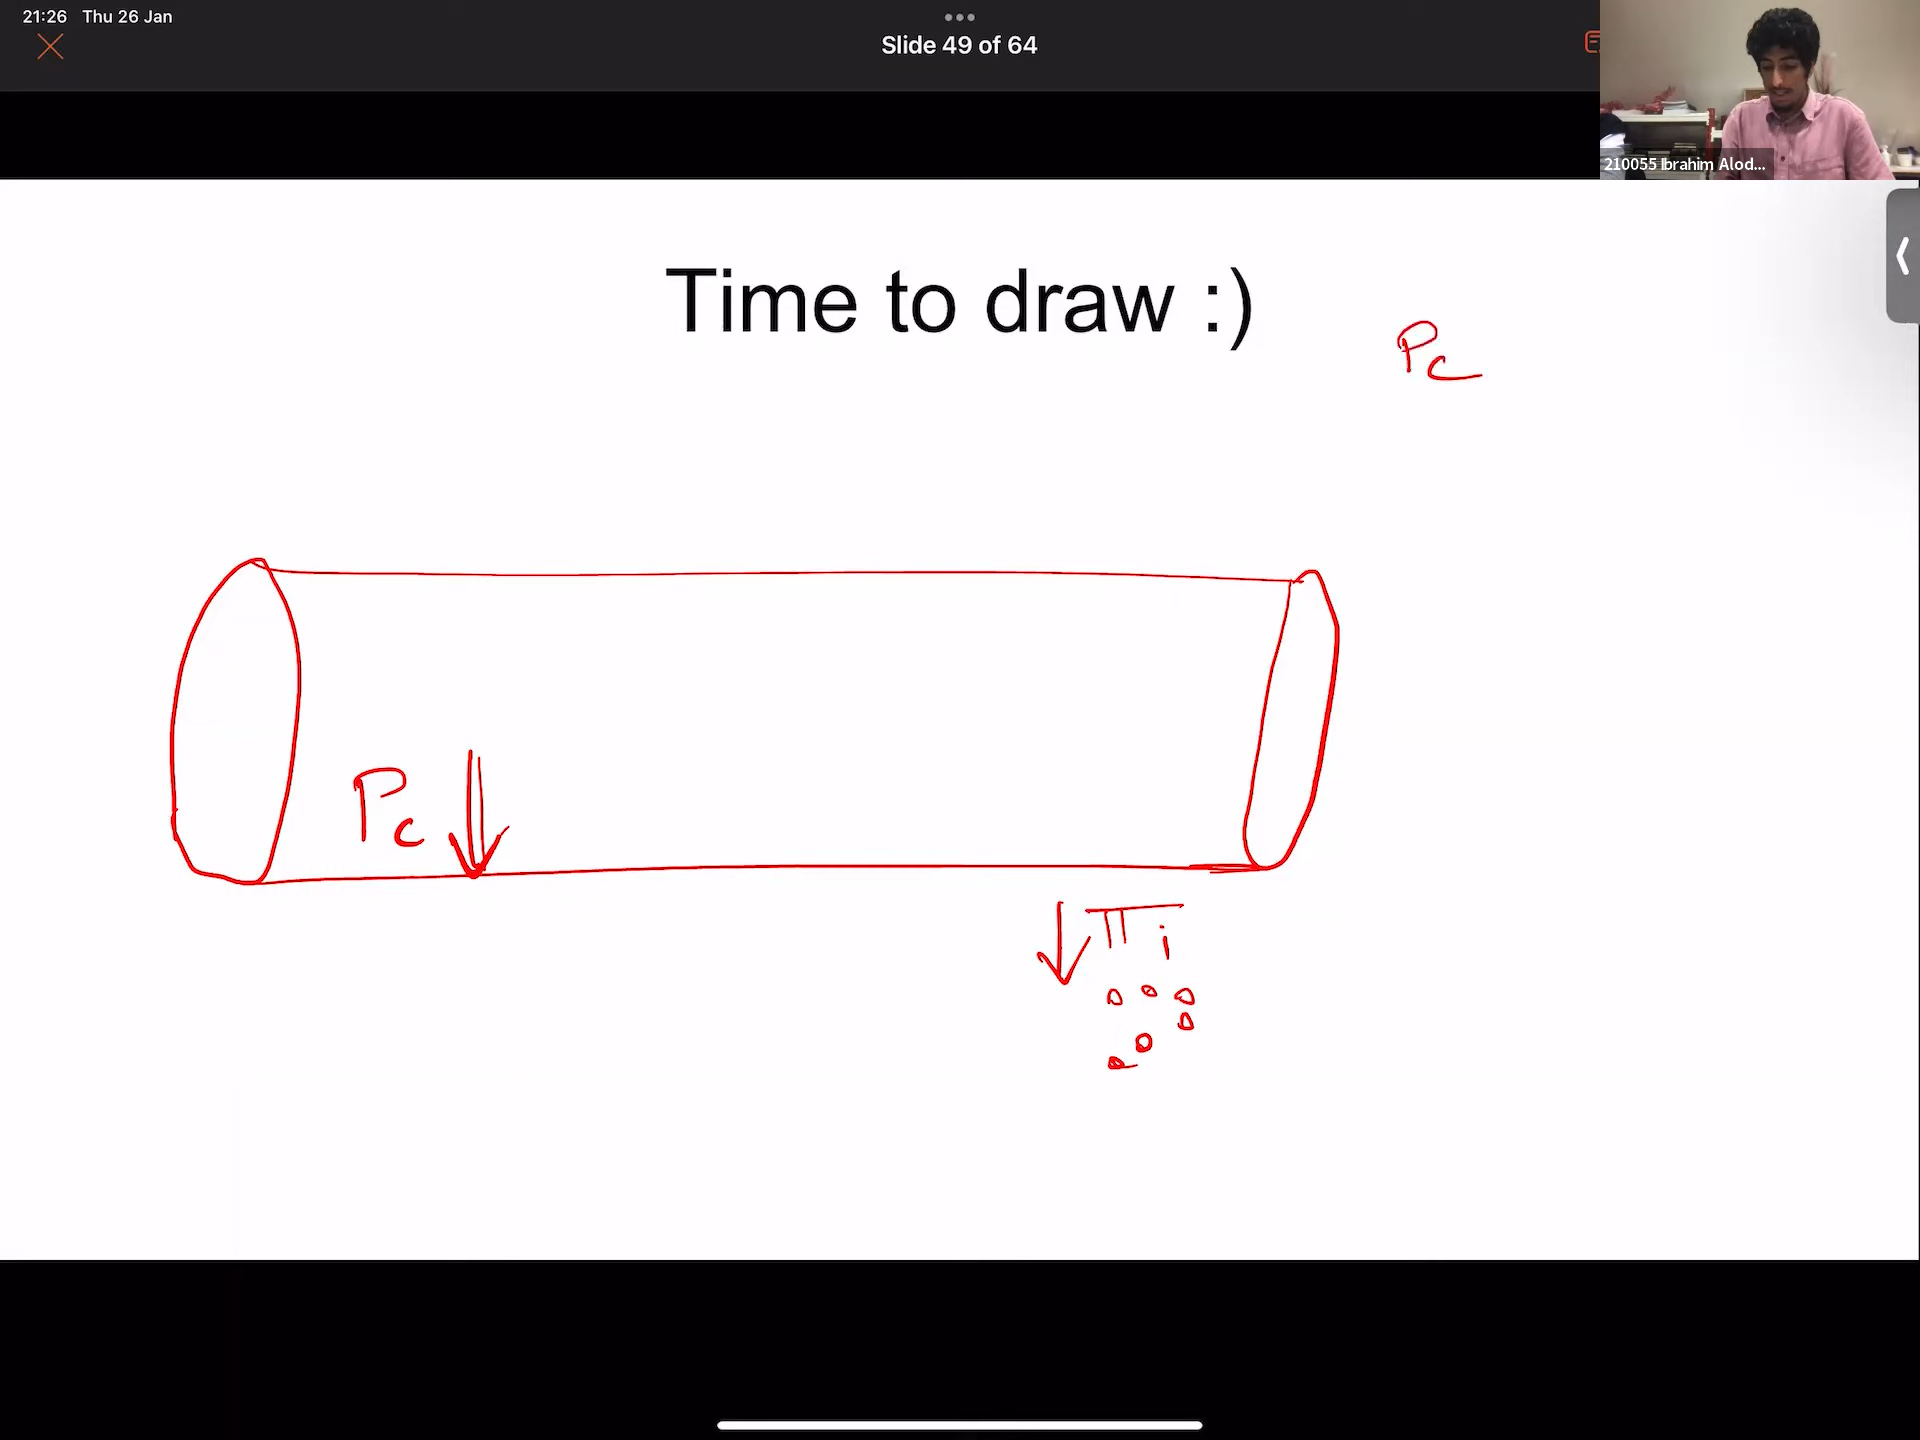 21:26 Thu 26 Jan
Slide 49 of 64
210055 Ibrahim Alod...
Time to draw :)
Pc
Pc
πi